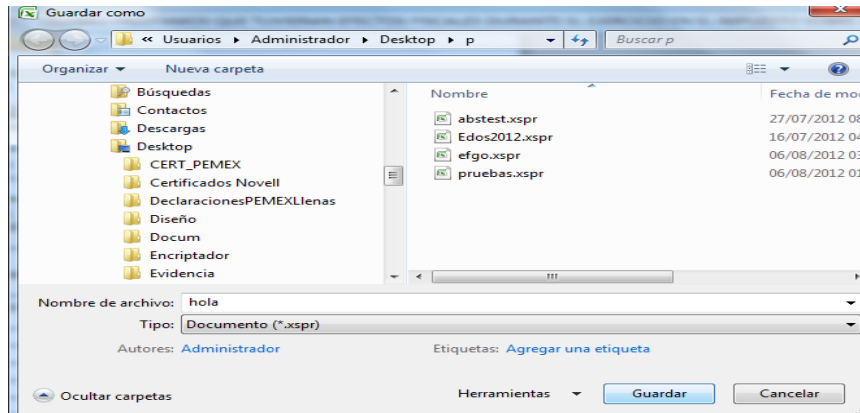 Guardar como
« Usuarios ▸ Administrador ▸ Desktop ▸ p
Buscar p
Organizar
Nueva carpeta
Búsquedas
Contactos
Descargas
Desktop
CERT_PEMEX
Certificados Novell
DeclaracionesPEMEXLlenas
Diseño
Docum
Encriptador
Evidencia
Nombre
Fecha de mo
abstest.xspr
27/07/2012 08
Edos2012.xspr
16/07/2012 04
efgo.xspr
06/08/2012 03
pruebas.xspr
06/08/2012 01
Nombre de archivo: hola
Tipo: Documento (*.xspr)
Autores: Administrador
Etiquetas: Agregar una etiqueta
Ocultar carpetas
Herramientas
Guardar
Cancelar